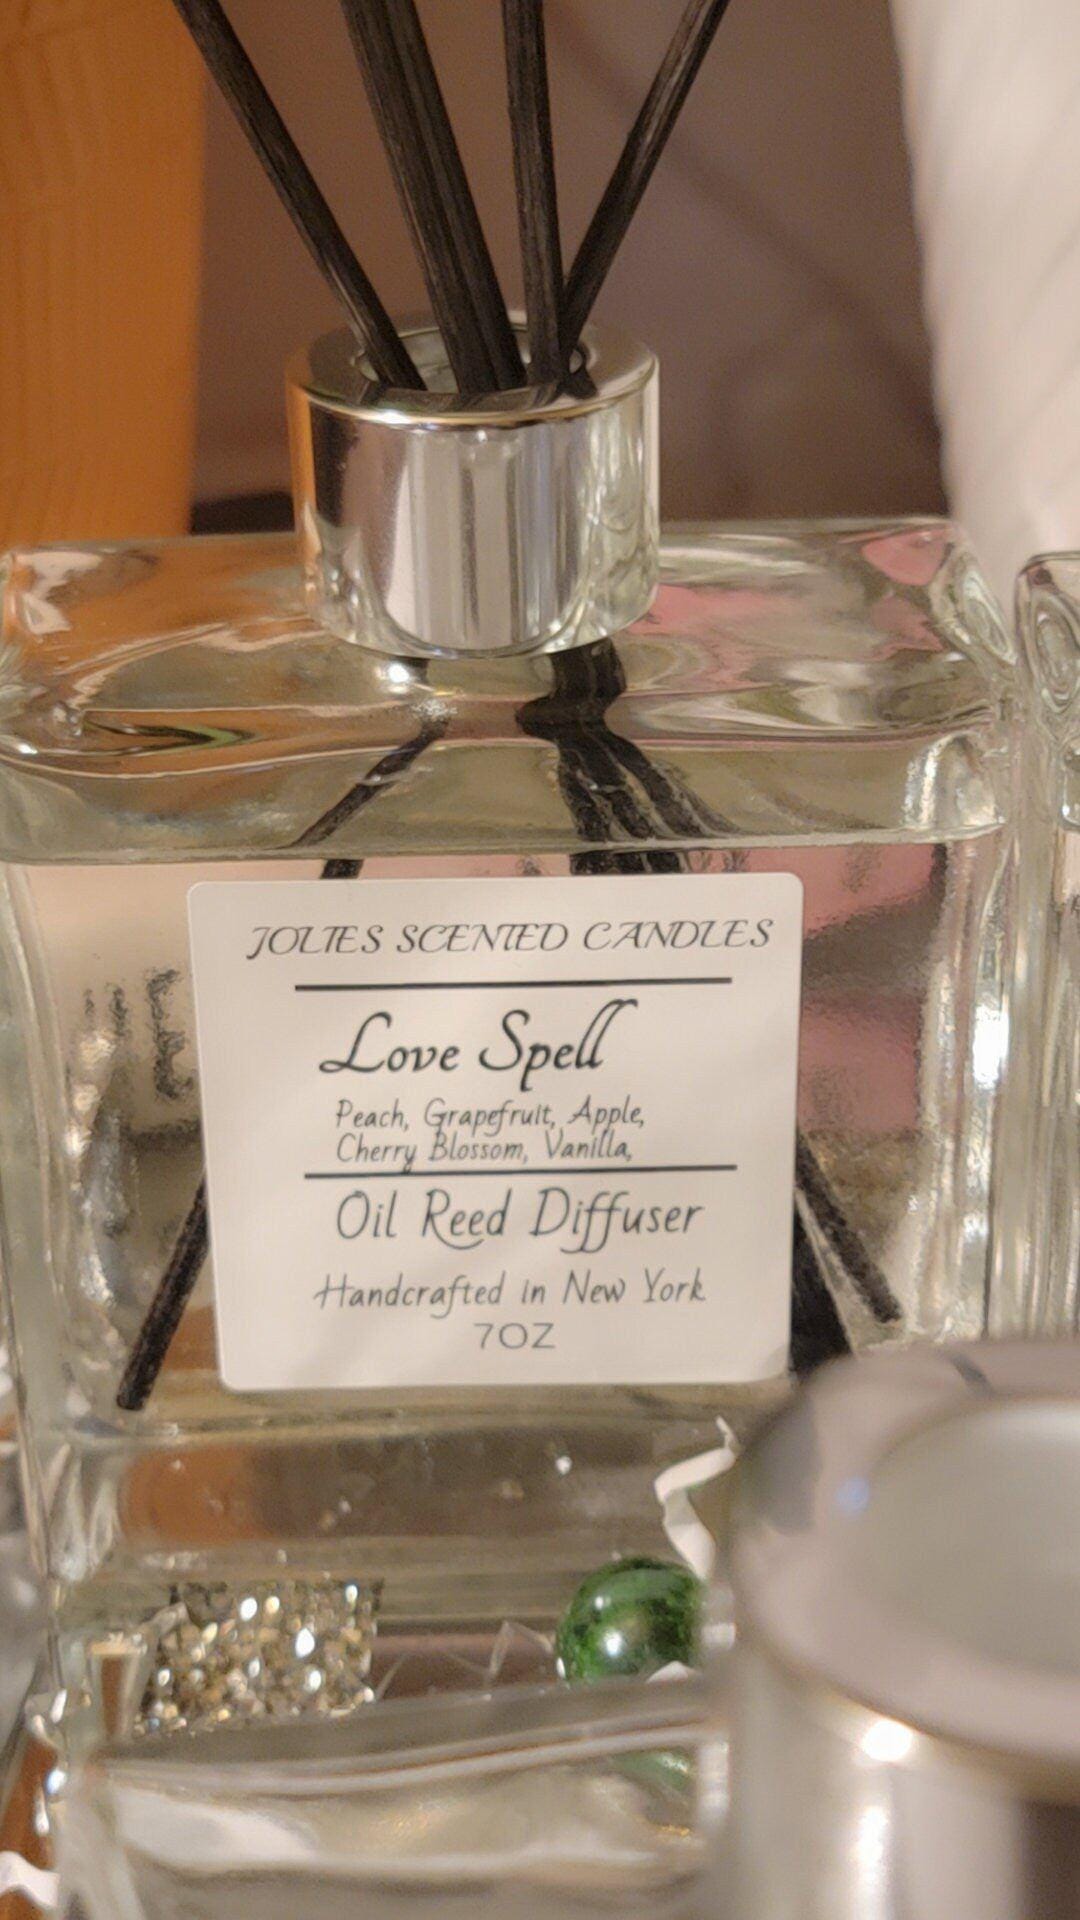 JOLIES SCENTED CANDLES
Love Spell
Peach, Grapefruit, Apple,
Cherry Blossom, Vanilla,
Oil Reed Diffuser
Handcrafted in New York
7OZ